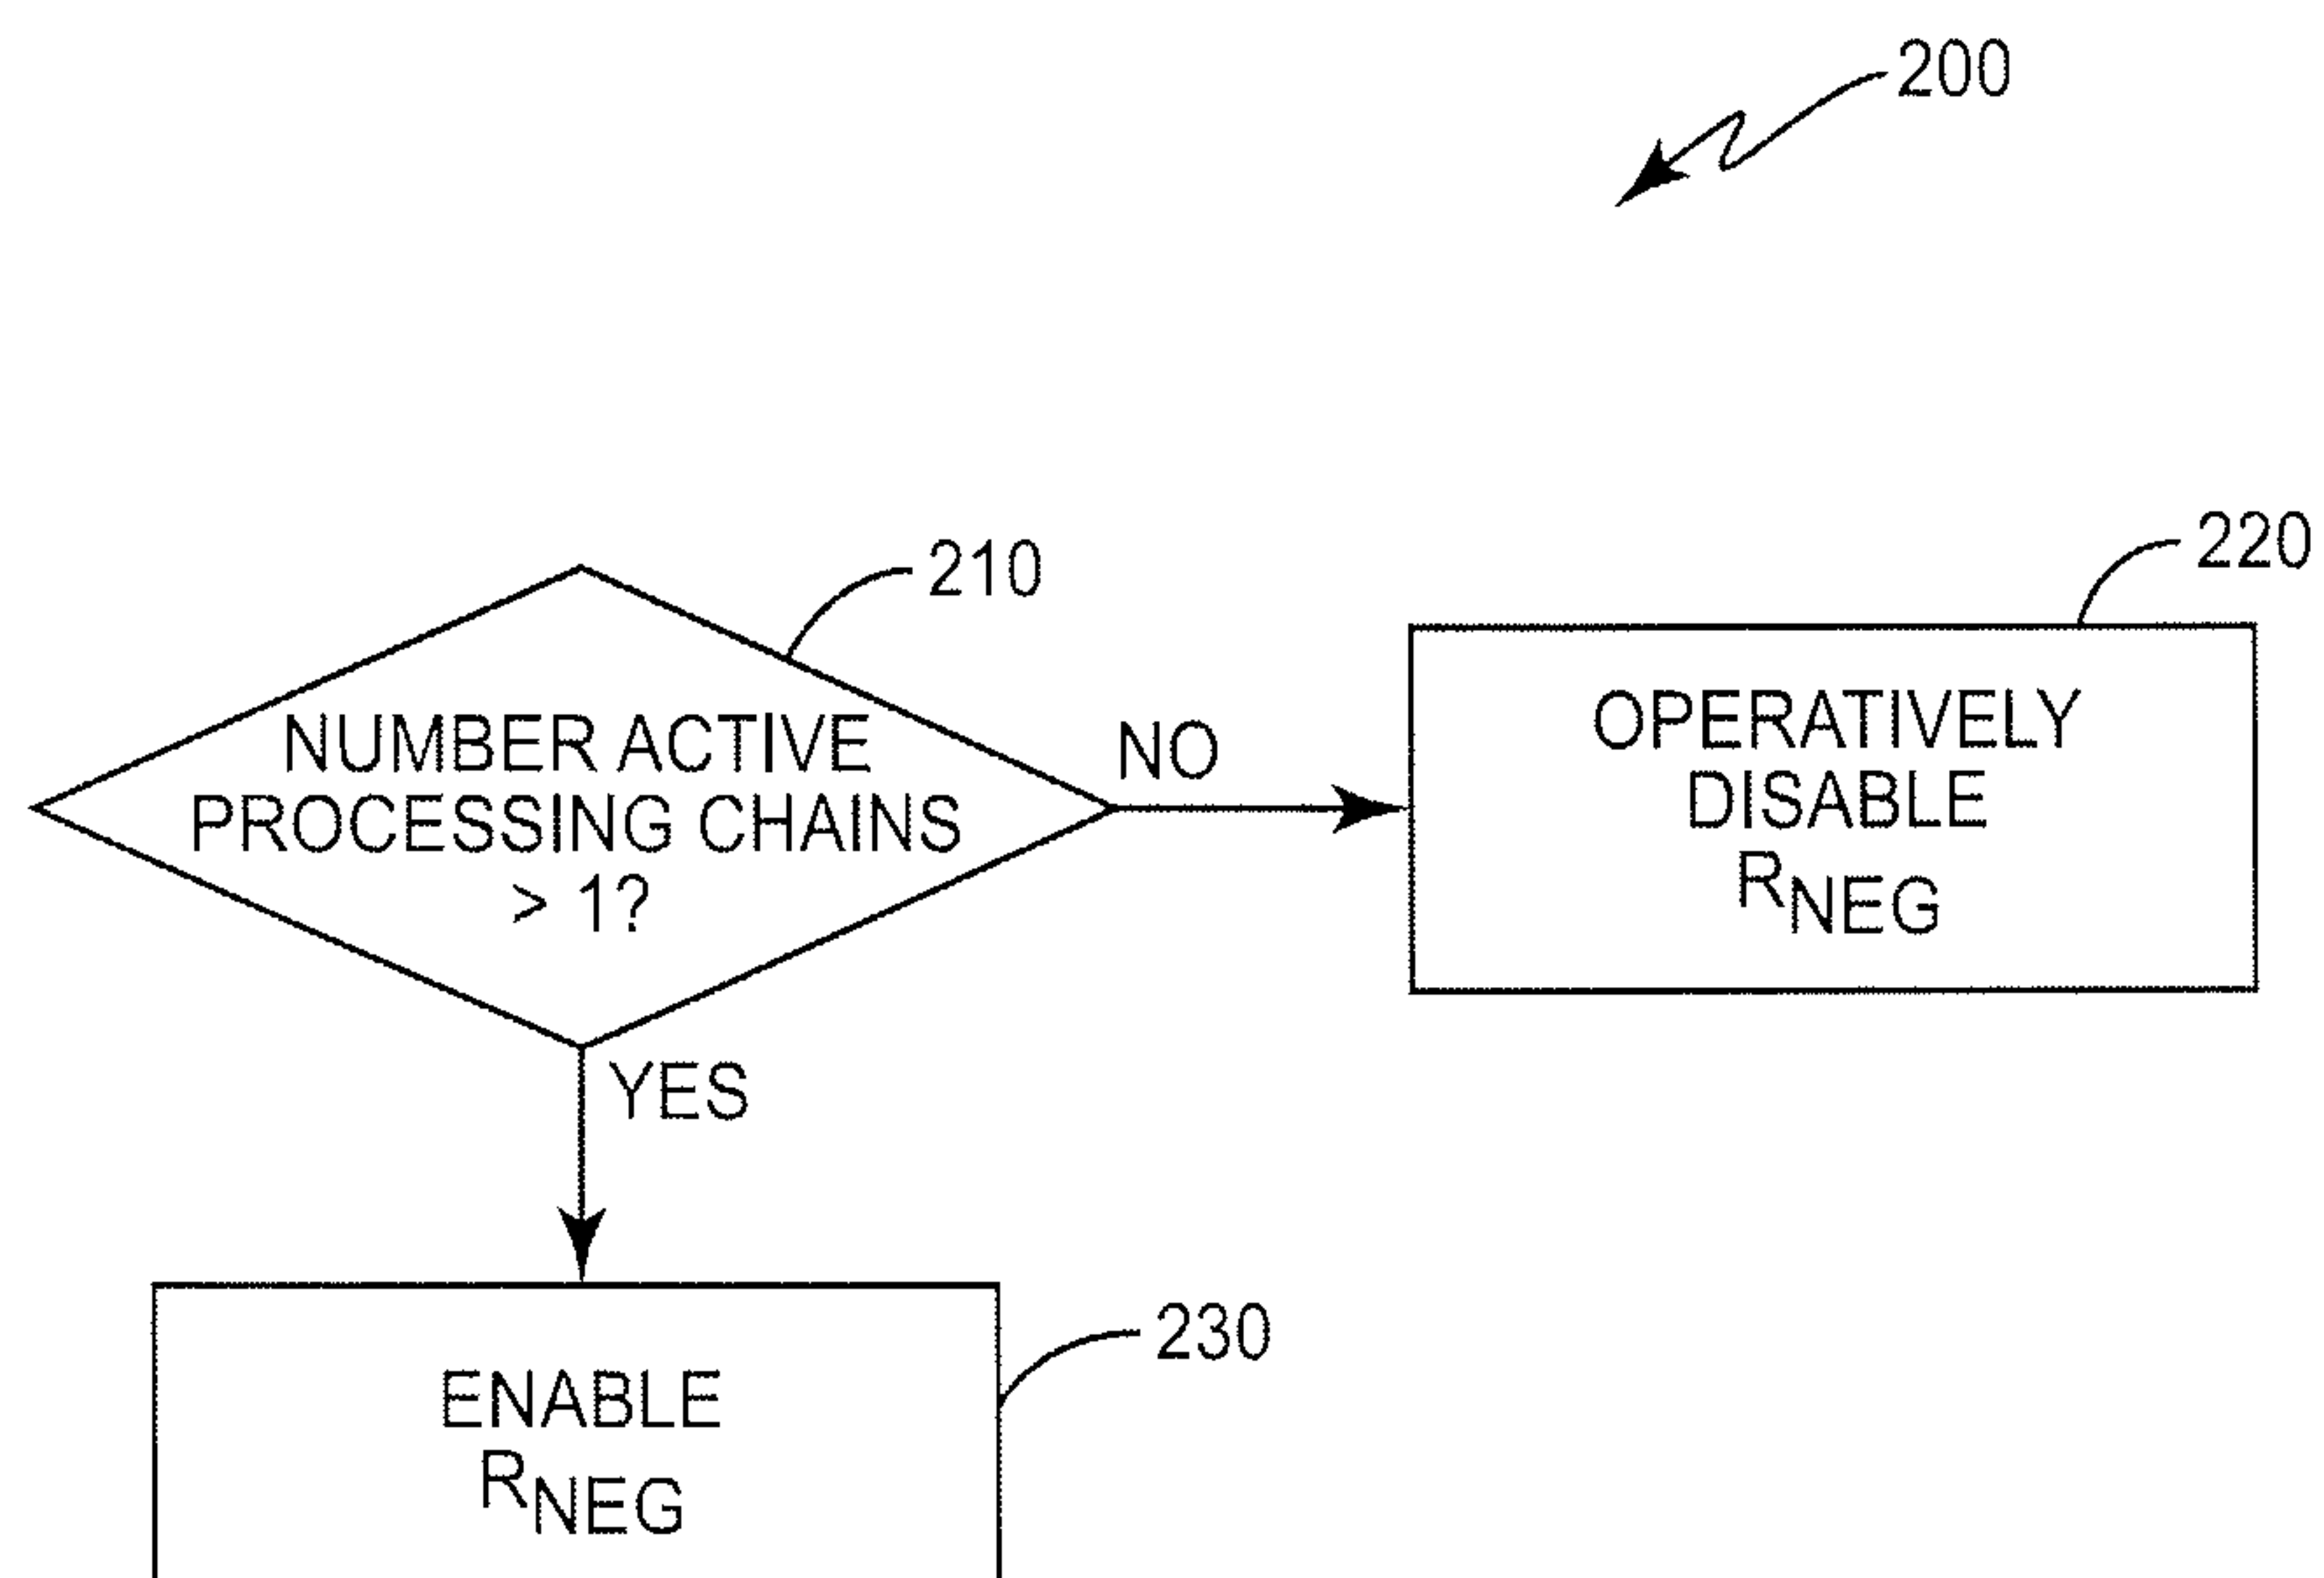 200
210
NUMBER ACTIVE
PROCESSING CHAINS
> 1?
NO
220
OPERATIVELY
DISABLE
RNEG
YES
230
ENABLE
RNEG